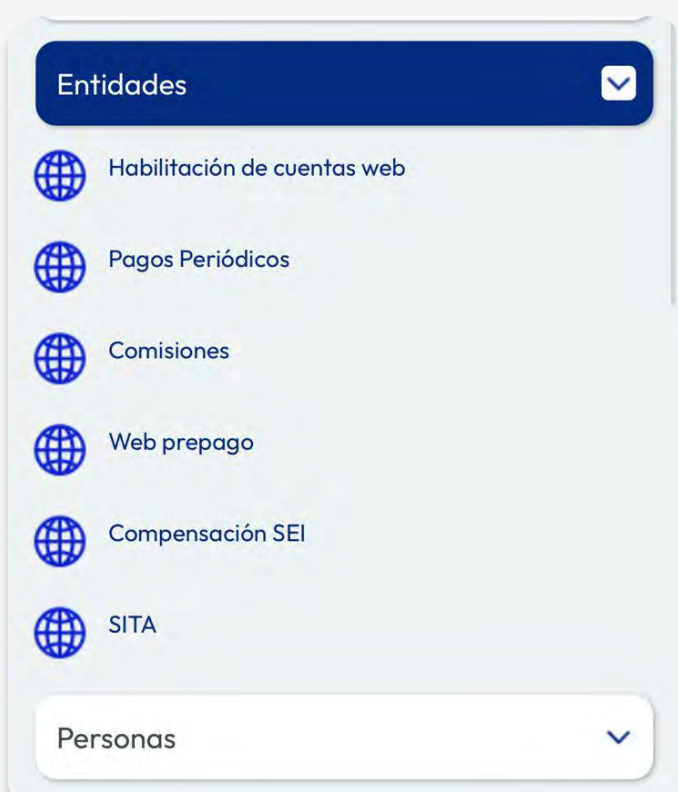 Entidades
Habilitación de cuentas web
Pagos Periódicos
Comisiones
Web prepago
Compensación SEI
SITA
Personas